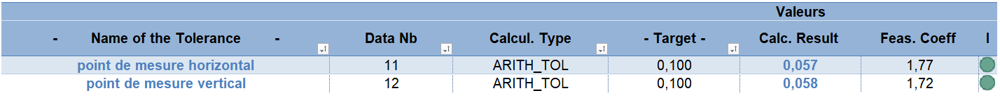 Valeurs
- Name of the Tolerance - Data Nb Calcul. Type - Target - Calc. Result Feas. Coeff I
point de mesure horizontal 11 ARITH_TOL 0,100 0,057 1,77
point de mesure vertical 12 ARITH_TOL 0,100 0,058 1,72